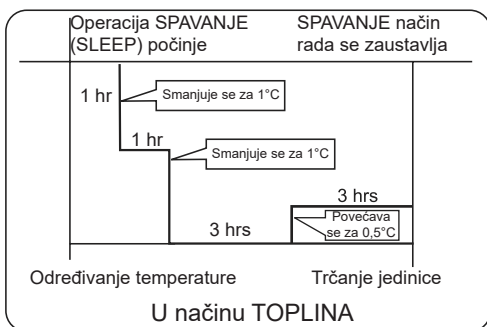 Operacija SPAVANJE
(SLEEP) počinje
SPAVANJE način
rada se zaustavlja
1 hr
Smanjuje se za 1°C
1 hr
Smanjuje se za 1°C
3 hrs
3 hrs
Povećava
se za 0,5°C
Određivanje temperature
Trčanje jedinice
U načinu TOPLINA